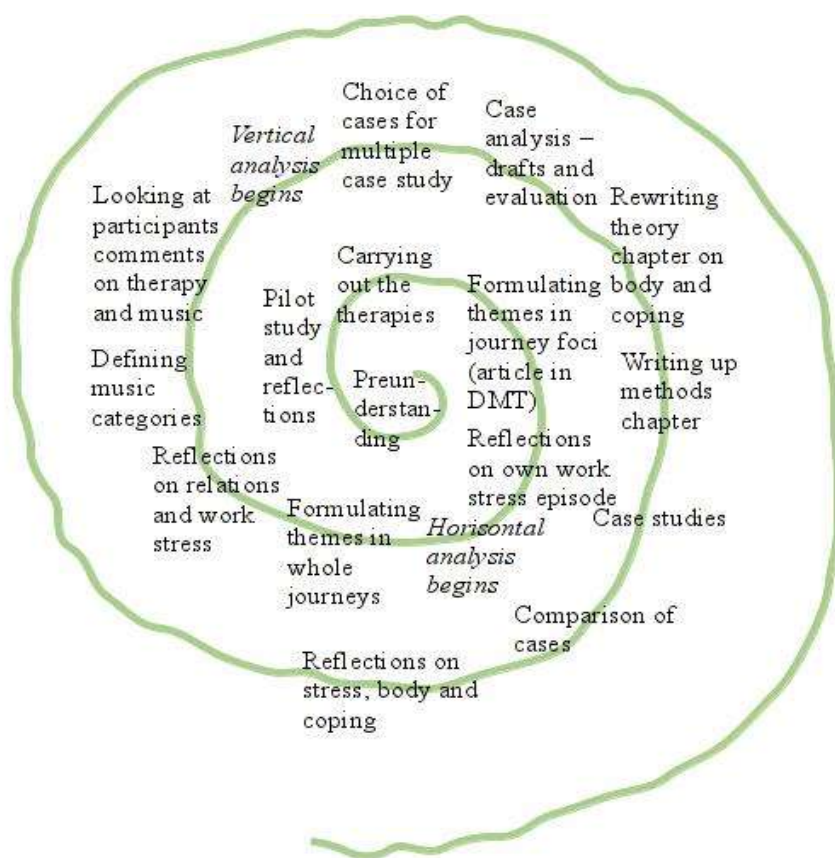 Choice of
cases for
multiple
case study
Case
analysis –
drafts and
evaluation
Vertical
analysis
begins
Looking at
participants
comments
on therapy
and music
Rewriting
theory
chapter on
body and
coping
Carrying
out the
therapies
Pilot
study
and
reflec-
tions
Formulating
themes in
journey foci
(article in
DMT)
Defining
music
categories
Preun-
derstan-
ding
Writing up
methods
chapter
Reflections
on own work
stress episode
Reflections
on relations
and work
stress
Formulating
themes in
whole
journeys
Horisontal
analysis
begins
Case studies
Comparison of
cases
Reflections on
stress, body and
coping